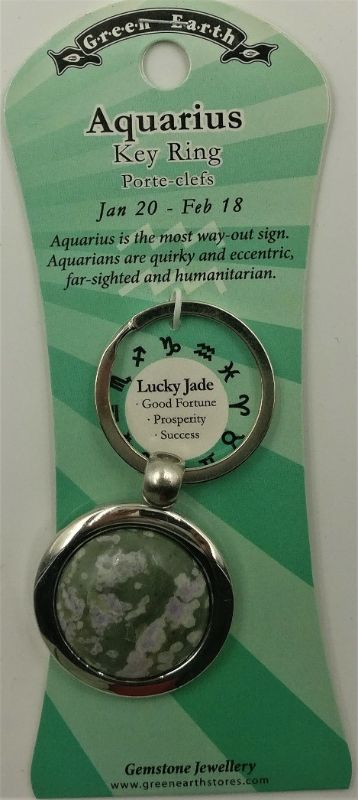 Green Earth
Aquarius
Key Ring
Porte-clefs
Jan 20 - Feb 18
Aquarius is the most way-out sign.
Aquarians are quirky and eccentric,
far-sighted and humanitarian.
Lucky Jade
· Good Fortune
· Prosperity
· Success
Gemstone Jewellery
www.greenearthstores.com